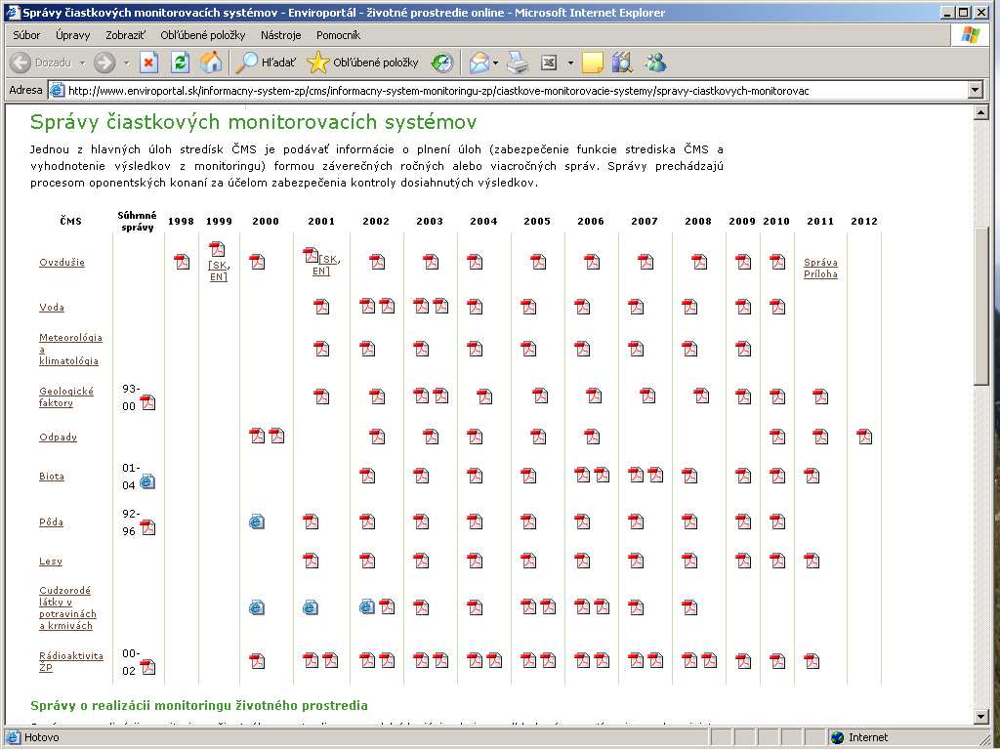 Správy čiastkových monitorovacích systémov - Enviroportál - životné prostredie online - Microsoft Internet Explorer
Súbor Úpravy Zobraziť Obľúbené položky Nástroje Pomocník
Dozadu Hľadať Obľúbené položky
Adresa http://www.enviroportal.sk/informacny-system-zp/cms/informacny-system-monitoringu-zp/ciastkove-monitorovacie-systemy/spravy-ciastkovych-monitorovac
Správy čiastkových monitorovacích systémov
Jednou z hlavných úloh stredísk ČMS je podávať informácie o plnení úloh (zabezpečenie funkcie strediska ČMS a
vyhodnotenie výsledkov z monitoringu) formou záverečných ročných alebo viacročných správ. Správy prechádzajú
procesom oponentských konaní za účelom zabezpečenia kontroly dosiahnutých výsledkov.
ČMS Súhrnné správy 1998 1999 2000 2001 2002 2003 2004 2005 2006 2007 2008 2009 2010 2011 2012
Ovzdušie [SK, EN] [SK, EN] Správa Príloha
Voda
Meteorológia
a
klimatológia
Geologické
faktory
93-
00
Odpady
Biota
01-
04
Pôda
92-
96
Lesy
Cudzorodé
látky v
potravinách
a krmivách
Rádioaktivita
ŽP
00-
02
Správy o realizácii monitoringu životného prostredia
Hotovo Internet